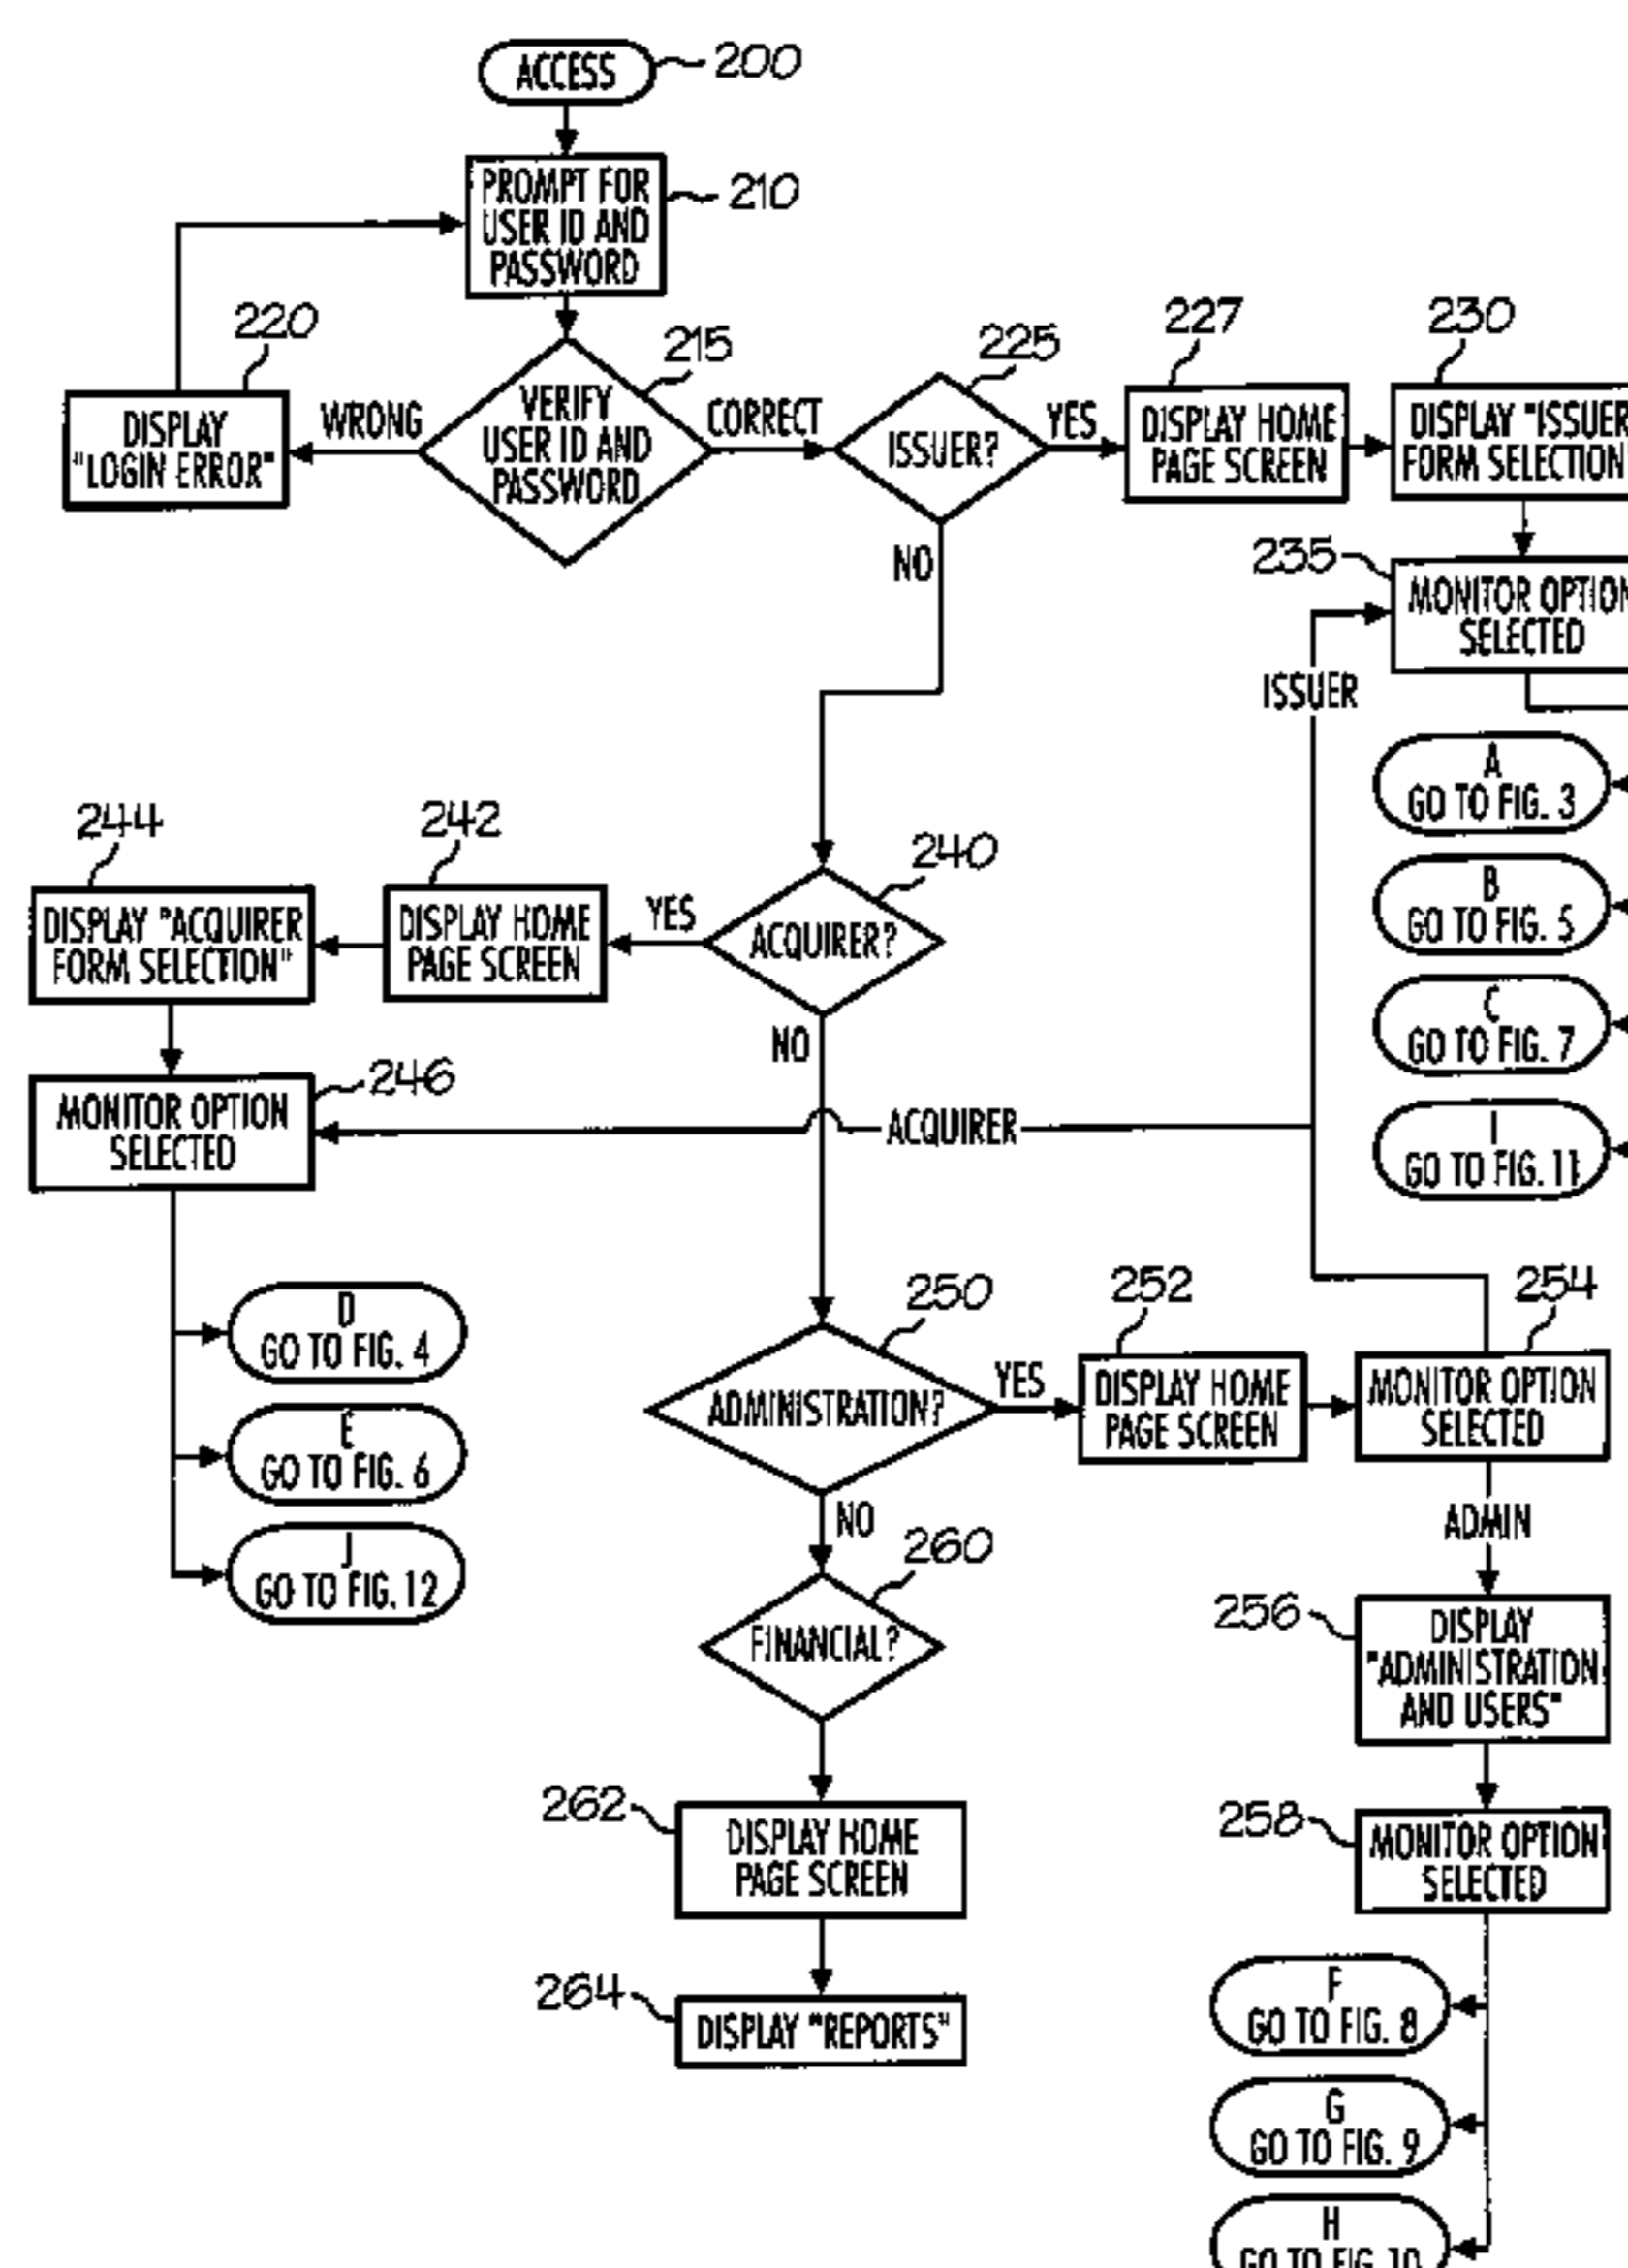 ACCESS
200
PROMPT FOR
USER ID AND
PASSWORD
210
220
DISPLAY
"LOGIN ERROR"
WRONG
215
VERIFY
USER ID AND
PASSWORD
CORRECT
225
ISSUER?
YES
NO
227
DISPLAY HOME
PAGE SCREEN
230
DISPLAY "ISSUER
FORM SELECTION"
235
MONITOR OPTION
SELECTED
ISSUER
A
GO TO FIG. 3
B
GO TO FIG. 5
C
GO TO FIG. 7
I
GO TO FIG. 11
244
DISPLAY "ACQUIRER
FORM SELECTION"
242
DISPLAY HOME
PAGE SCREEN
YES
240
ACQUIRER?
NO
246
MONITOR OPTION
SELECTED
ACQUIRER
D
GO TO FIG. 4
E
GO TO FIG. 6
J
GO TO FIG. 12
250
ADMINISTRATION?
YES
NO
252
DISPLAY HOME
PAGE SCREEN
254
MONITOR OPTION
SELECTED
ADMIN
260
FINANCIAL?
256
DISPLAY
"ADMINISTRATION
AND USERS"
262
DISPLAY HOME
PAGE SCREEN
258
MONITOR OPTION
SELECTED
264
DISPLAY "REPORTS"
F
GO TO FIG. 8
G
GO TO FIG. 9
H
GO TO FIG. 10